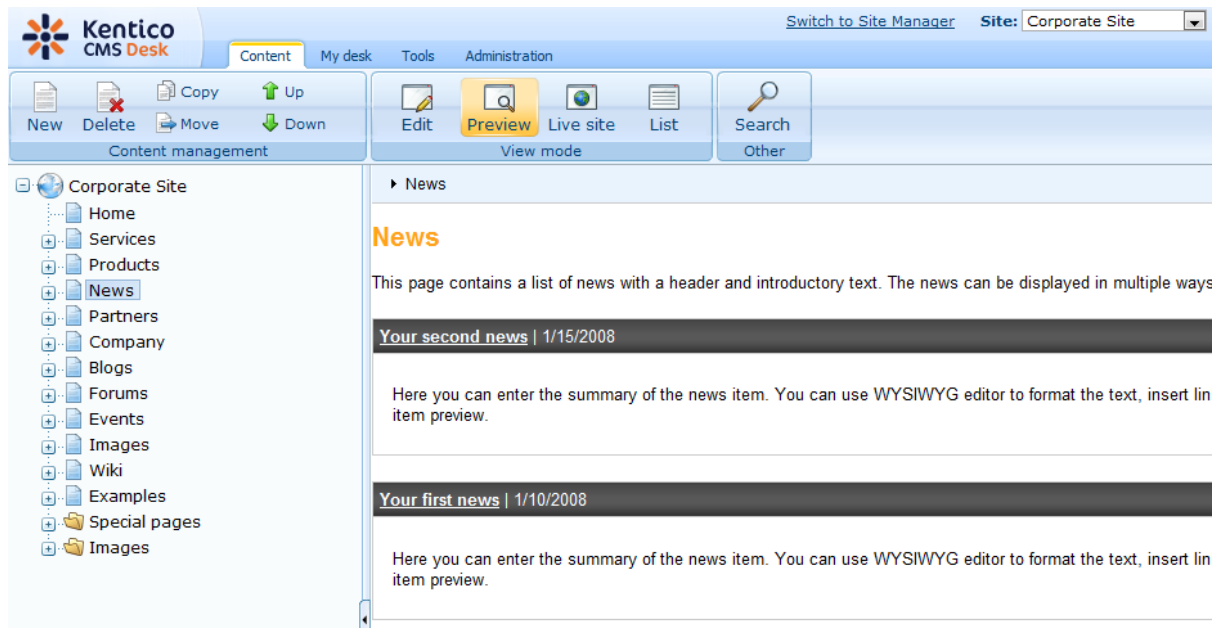 Kentico
CMS Desk
Switch to Site Manager Site: Corporate Site
Content My desk Tools Administration
New Delete Copy Move Up Down
Content management
Edit Preview Live site List
View mode
Search
Other
Corporate Site
Home
Services
Products
News
Partners
Company
Blogs
Forums
Events
Images
Wiki
Examples
Special pages
Images
News
News
This page contains a list of news with a header and introductory text. The news can be displayed in multiple ways
Your second news | 1/15/2008
Here you can enter the summary of the news item. You can use WYSIWYG editor to format the text, insert lin
item preview.
Your first news | 1/10/2008
Here you can enter the summary of the news item. You can use WYSIWYG editor to format the text, insert lin
item preview.